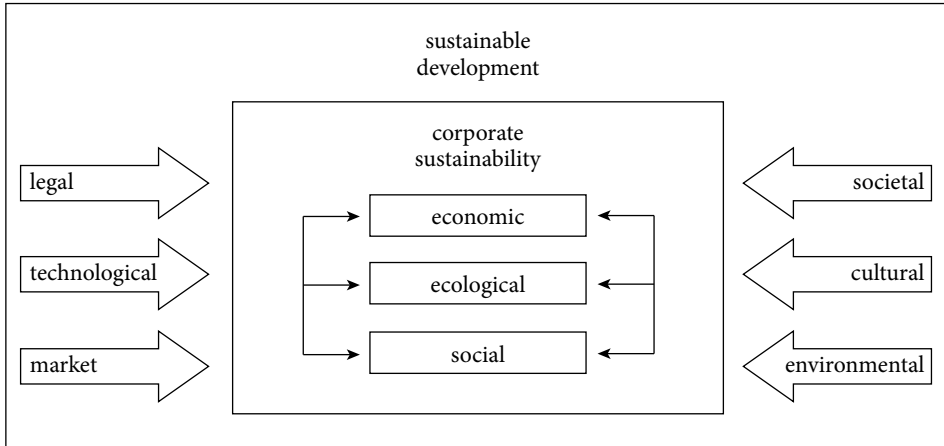 sustainable
development
corporate
sustainability
legal
societal
economic
technological
ecological
cultural
market
social
environmental